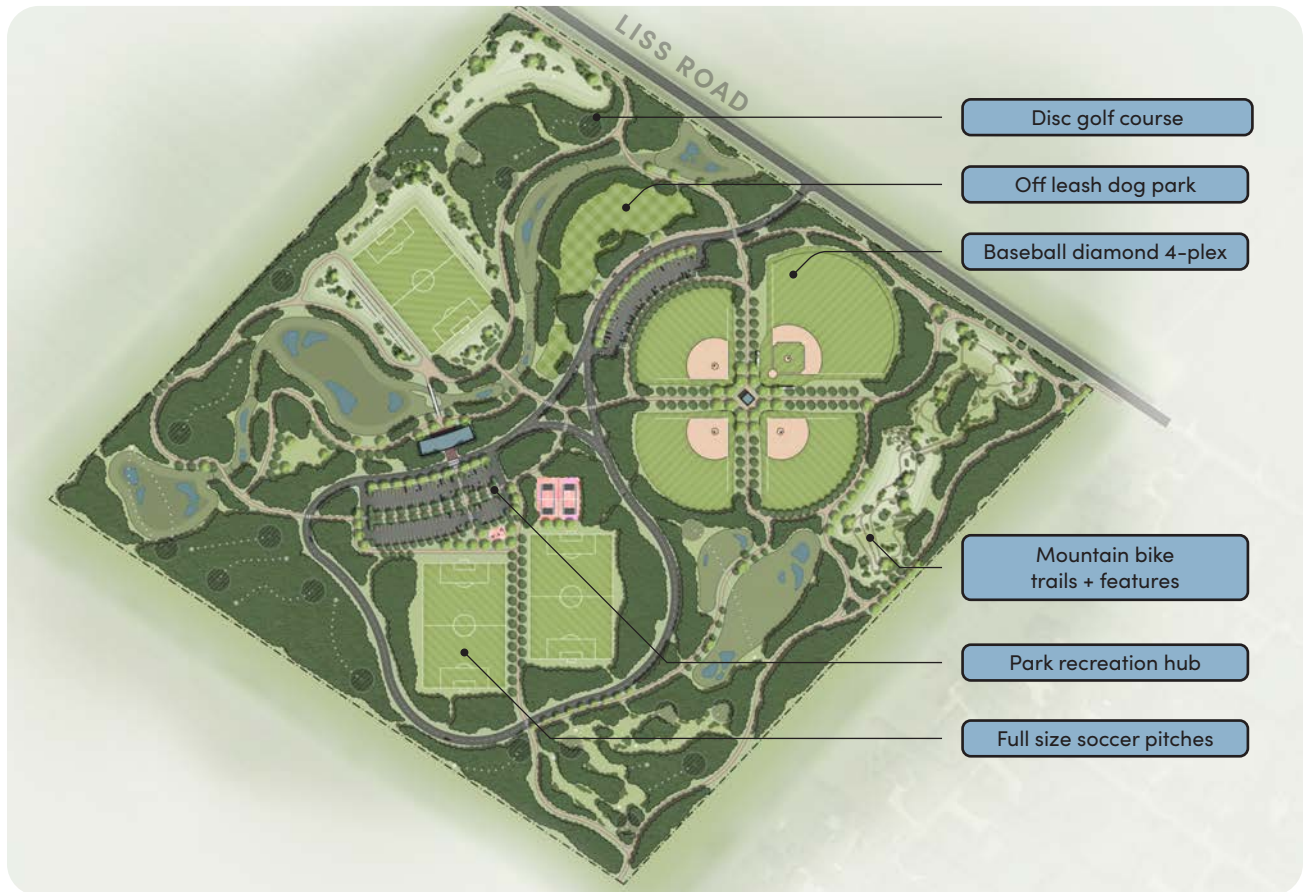 LISS ROAD
Disc golf course
Off leash dog park
Baseball diamond 4-plex
Mountain bike
trails + features
Park recreation hub
Full size soccer pitches